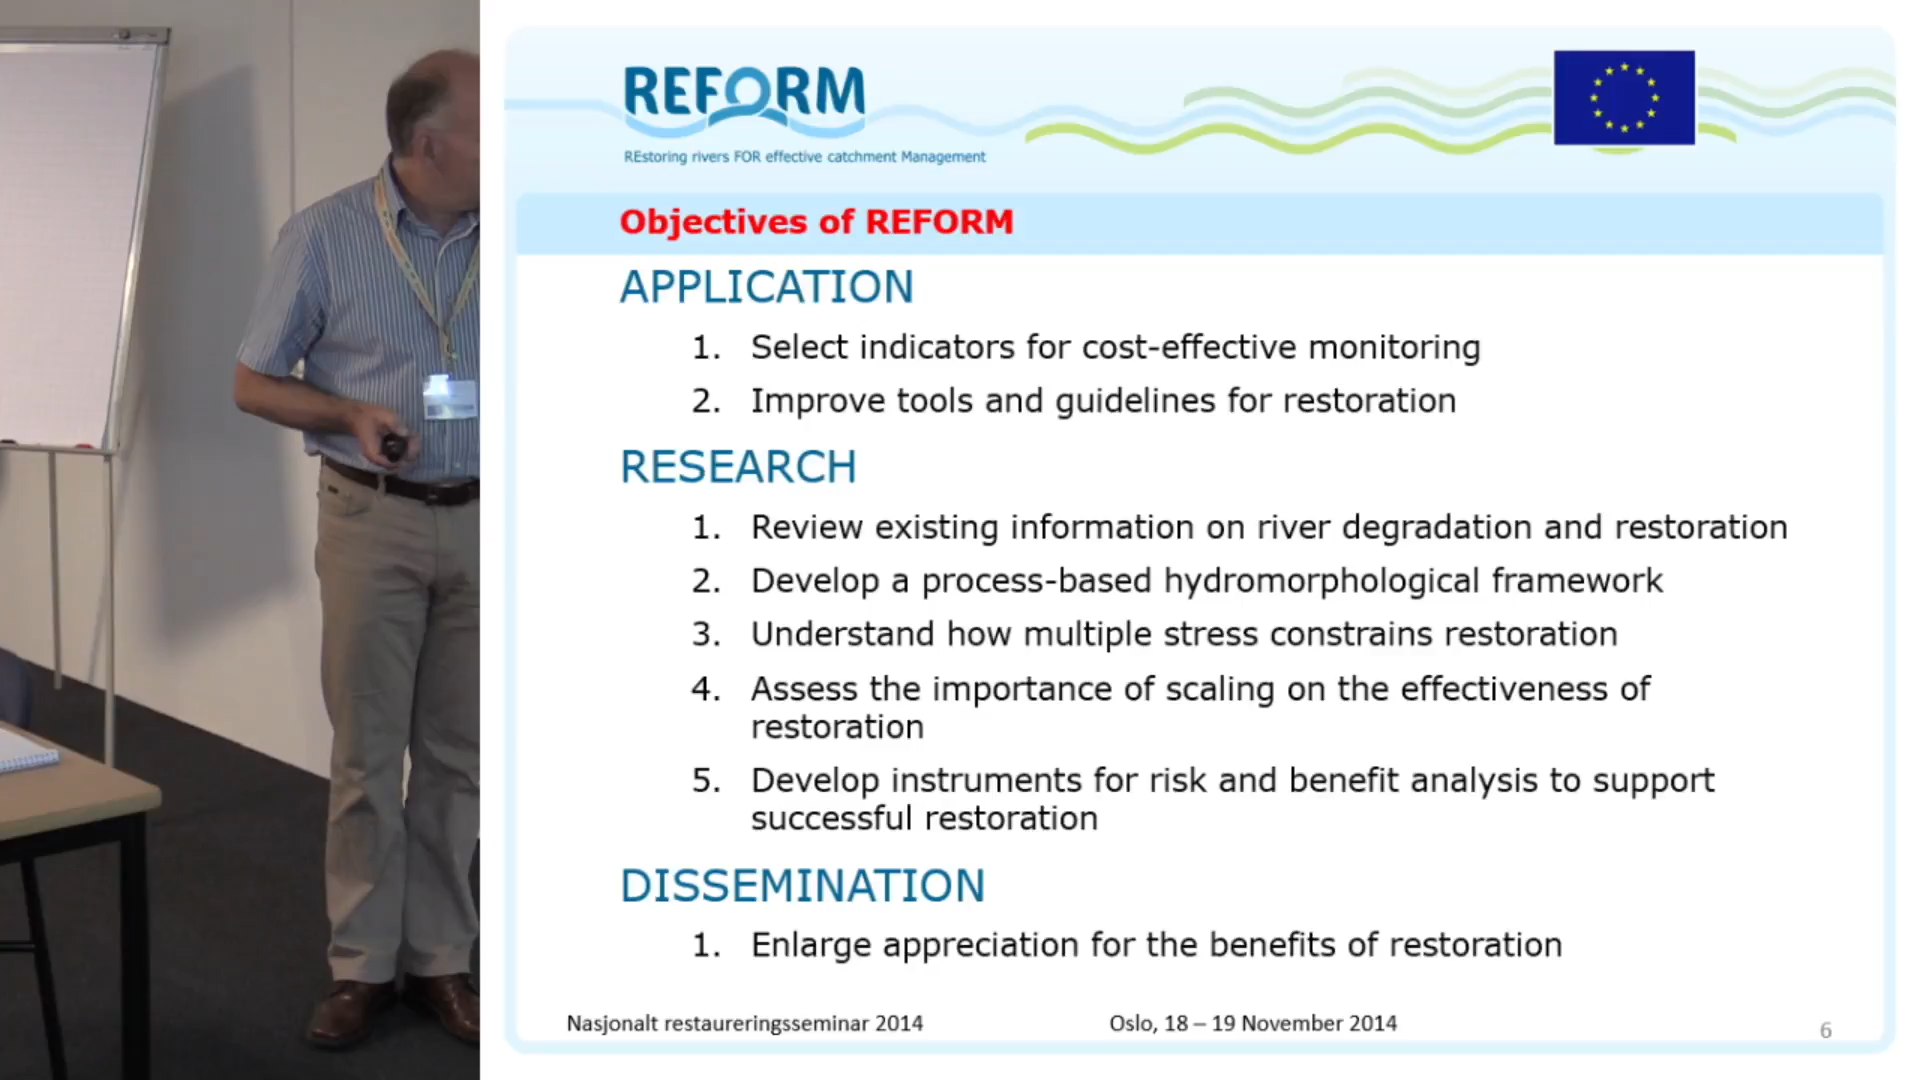 REFORM
REstoring rivers FOR effective catchment Management
Objectives of REFORM
APPLICATION
1. Select indicators for cost-effective monitoring
2. Improve tools and guidelines for restoration
RESEARCH
1. Review existing information on river degradation and restoration
2. Develop a process-based hydromorphological framework
3. Understand how multiple stress constrains restoration
4. Assess the importance of scaling on the effectiveness of
restoration
5. Develop instruments for risk and benefit analysis to support
successful restoration
DISSEMINATION
1. Enlarge appreciation for the benefits of restoration
Nasjonalt restaureringsseminar 2014
Oslo, 18 – 19 November 2014
6